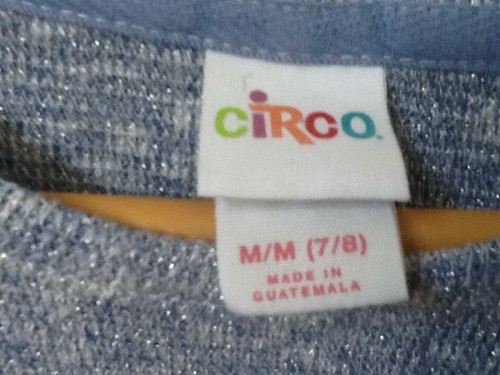 CiRCO.
M/M (7/8)
MADE IN
GUATEMALA